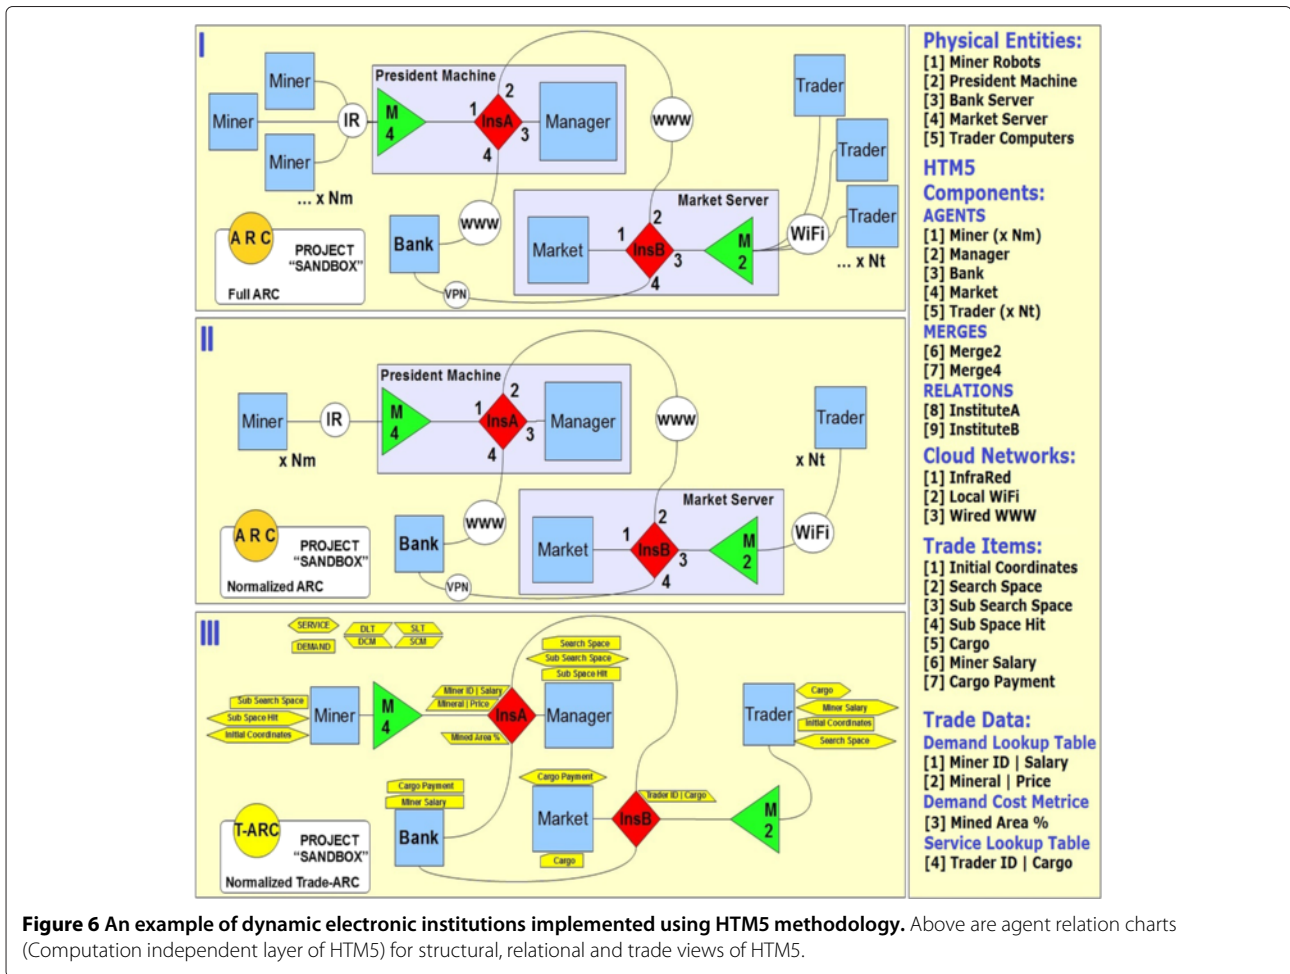 I
Miner
Miner
Miner
... x Nm
IR
President Machine
M
4
1
2
InsA
3
4
Manager
www
Trader
Trader
Trader
... x Nt
WiFi
www
Bank
VPN
Market Server
Market
1
2
InsB
3
4
M
2
A R C
PROJECT
"SANDBOX"
Full ARC
II
Miner
x Nm
IR
President Machine
M
4
1
2
InsA
3
4
Manager
www
Trader
x Nt
WiFi
www
Bank
VPN
Market Server
Market
1
2
InsB
3
4
M
2
A R C
PROJECT
"SANDBOX"
Normalized ARC
III
SERVICE
DEMAND
DLT
SLT
DCM
SCM
Sub Search Space
Sub Space Hit
Initial Coordinates
Miner
M
4
Miner ID | Salary
Mineral | Price
InsA
Mined Area %
Search Space
Sub Search Space
Sub Space Hit
Manager
Trader
Cargo
Miner Salary
Initial Coordinates
Search Space
Cargo Payment
Miner Salary
Bank
Cargo Payment
Market
Cargo
Trader ID | Cargo
InsB
M
2
T-ARC
PROJECT
"SANDBOX"
Normalized Trade-ARC
Physical Entities:
[1] Miner Robots
[2] President Machine
[3] Bank Server
[4] Market Server
[5] Trader Computers
HTM5
Components:
AGENTS
[1] Miner (x Nm)
[2] Manager
[3] Bank
[4] Market
[5] Trader (x Nt)
MERGES
[6] Merge2
[7] Merge4
RELATIONS
[8] InstituteA
[9] InstituteB
Cloud Networks:
[1] InfraRed
[2] Local WiFi
[3] Wired WWW
Trade Items:
[1] Initial Coordinates
[2] Search Space
[3] Sub Search Space
[4] Sub Space Hit
[5] Cargo
[6] Miner Salary
[7] Cargo Payment
Trade Data:
Demand Lookup Table
[1] Miner ID | Salary
[2] Mineral | Price
Demand Cost Metrice
[3] Mined Area %
Service Lookup Table
[4] Trader ID | Cargo
Figure 6 An example of dynamic electronic institutions implemented using HTM5 methodology. Above are agent relation charts
(Computation independent layer of HTM5) for structural, relational and trade views of HTM5.